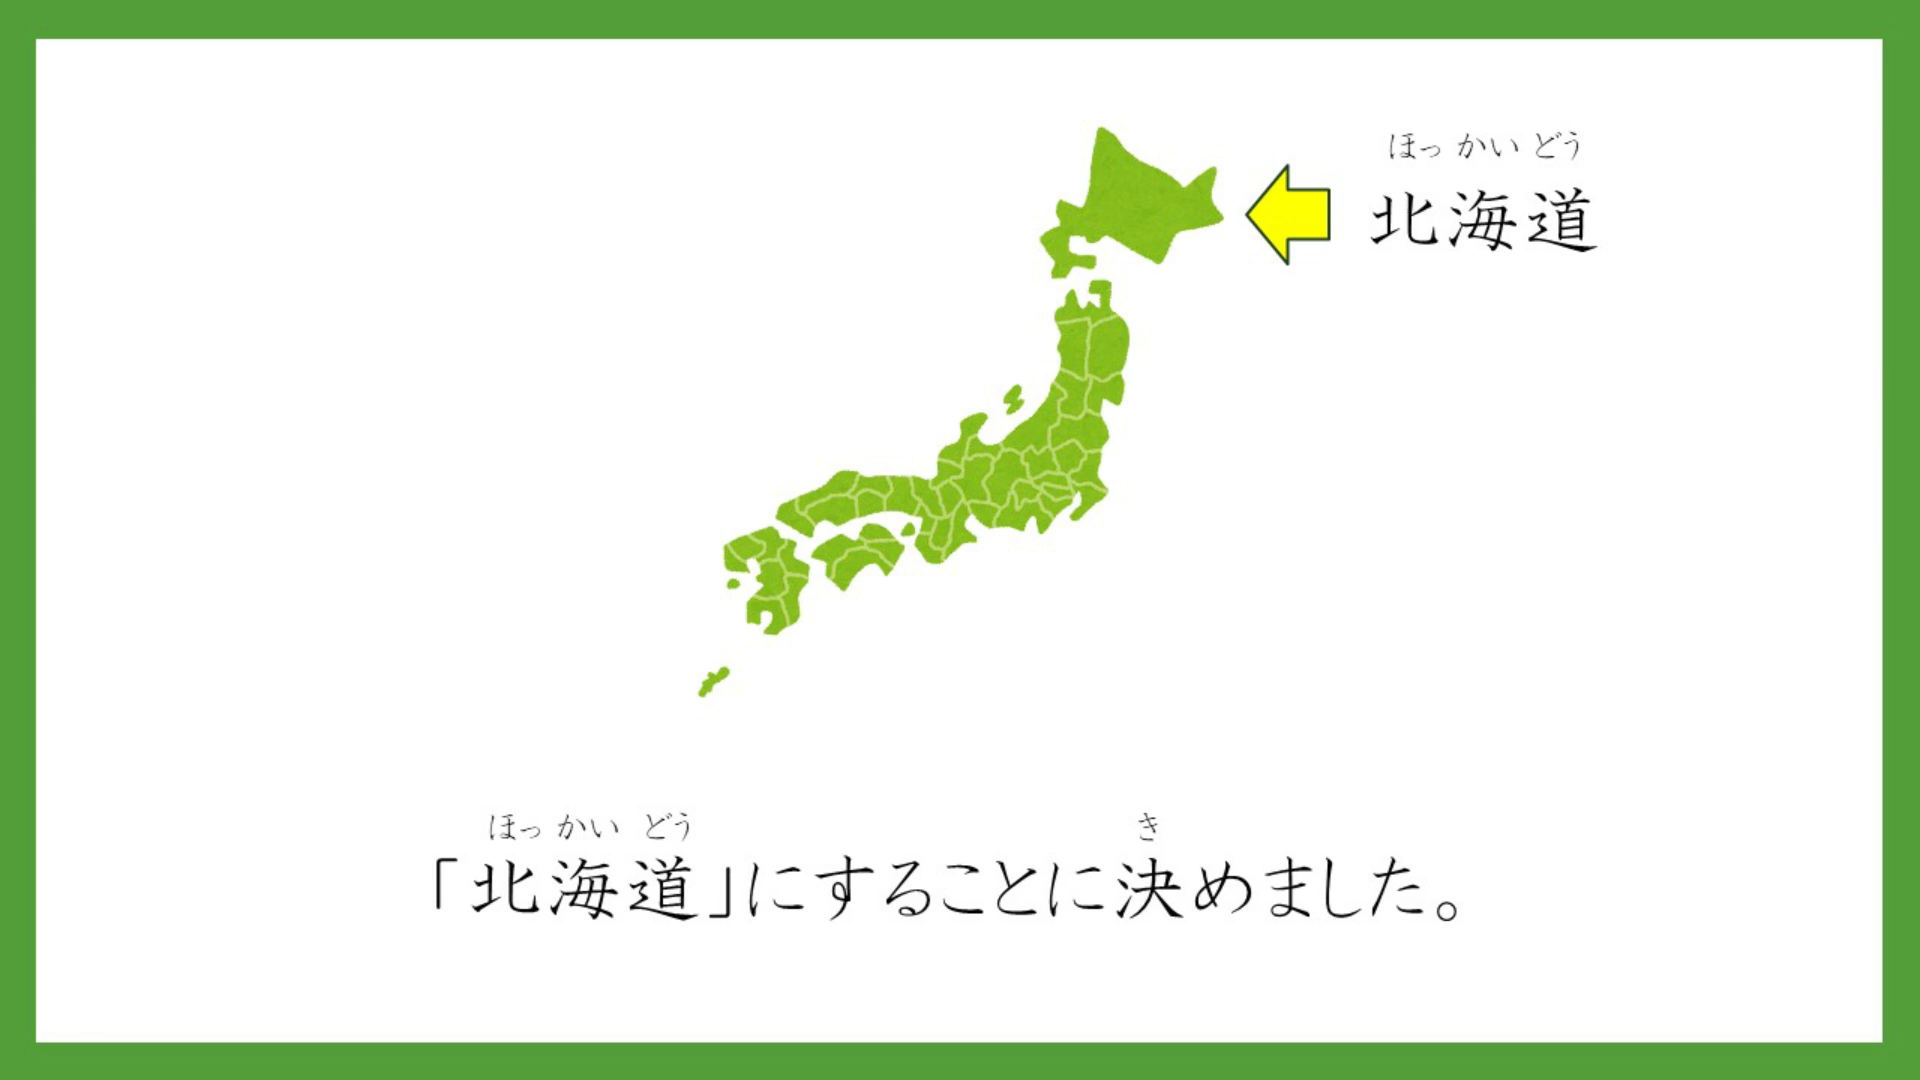 ほっ かい どう
北海道
ほっ かい どう き
「北海道」にすることに決めました。